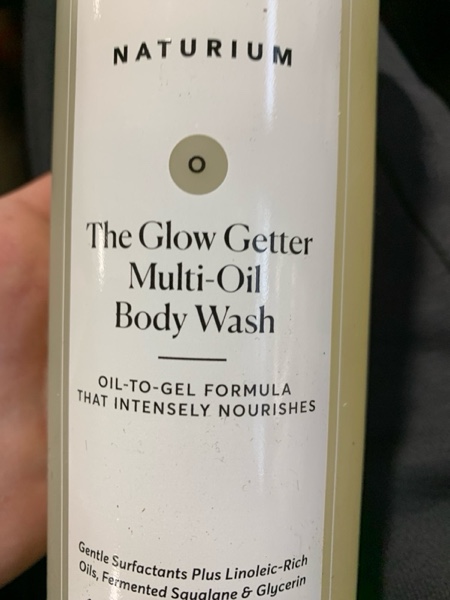 NATURIUM
O
The Glow Getter
Multi-Oil
Body Wash
OIL-TO-GEL FORMULA
THAT INTENSELY NOURISHES
Gentle Surfactants Plus Linoleic-Rich
Oils, Fermented Squalane & Glycerin